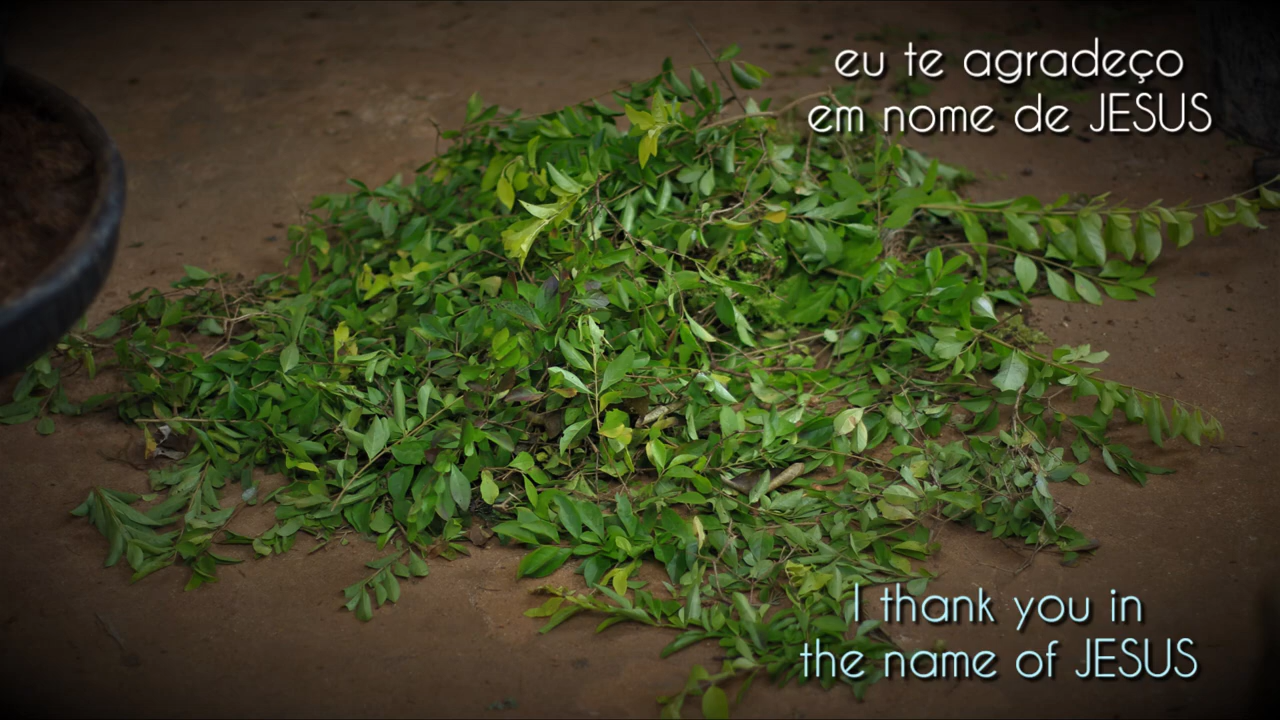 eu te agradeço
em nome de JESUS
I thank you in
the name of JESUS